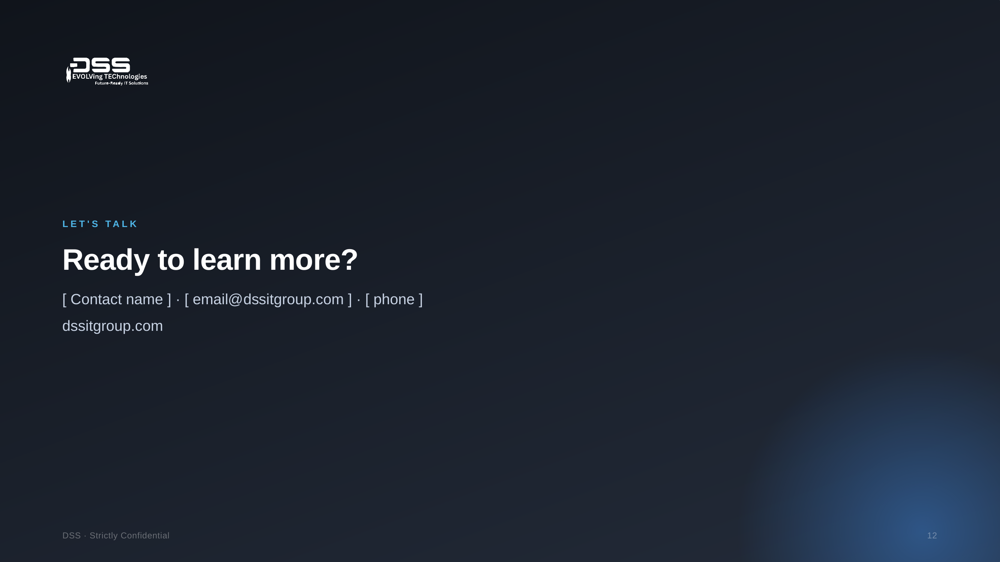 DSS
EVOLVing TEChnologies
Future-Ready IT Solutions
LET'S TALK
Ready to learn more?
[ Contact name ] · [ email@dssitgroup.com ] · [ phone ]
dssitgroup.com
DSS · Strictly Confidential
12